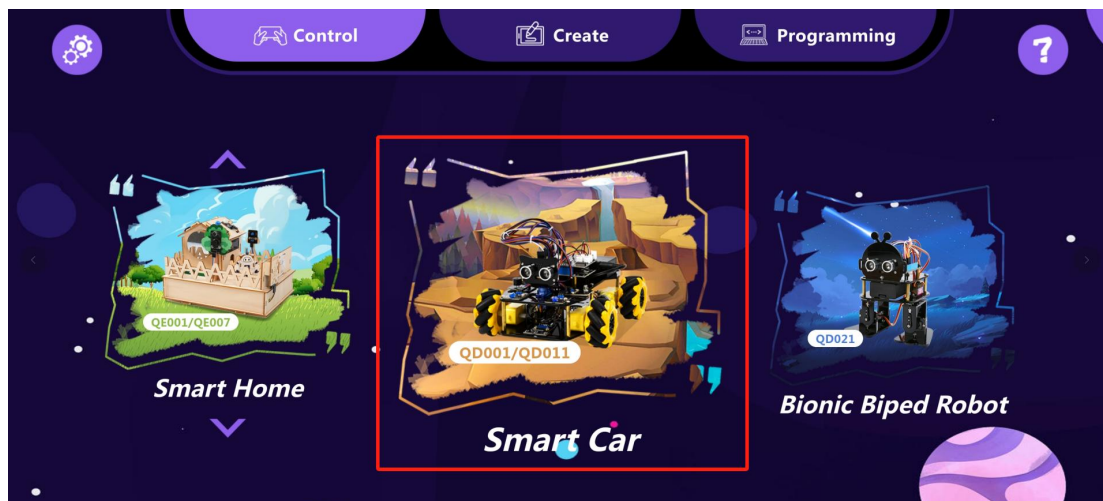 Control
Create
Programming
?
QE001/QE007
Smart Home
QD001/QD011
Smart Car
QD021
Bionic Biped Robot